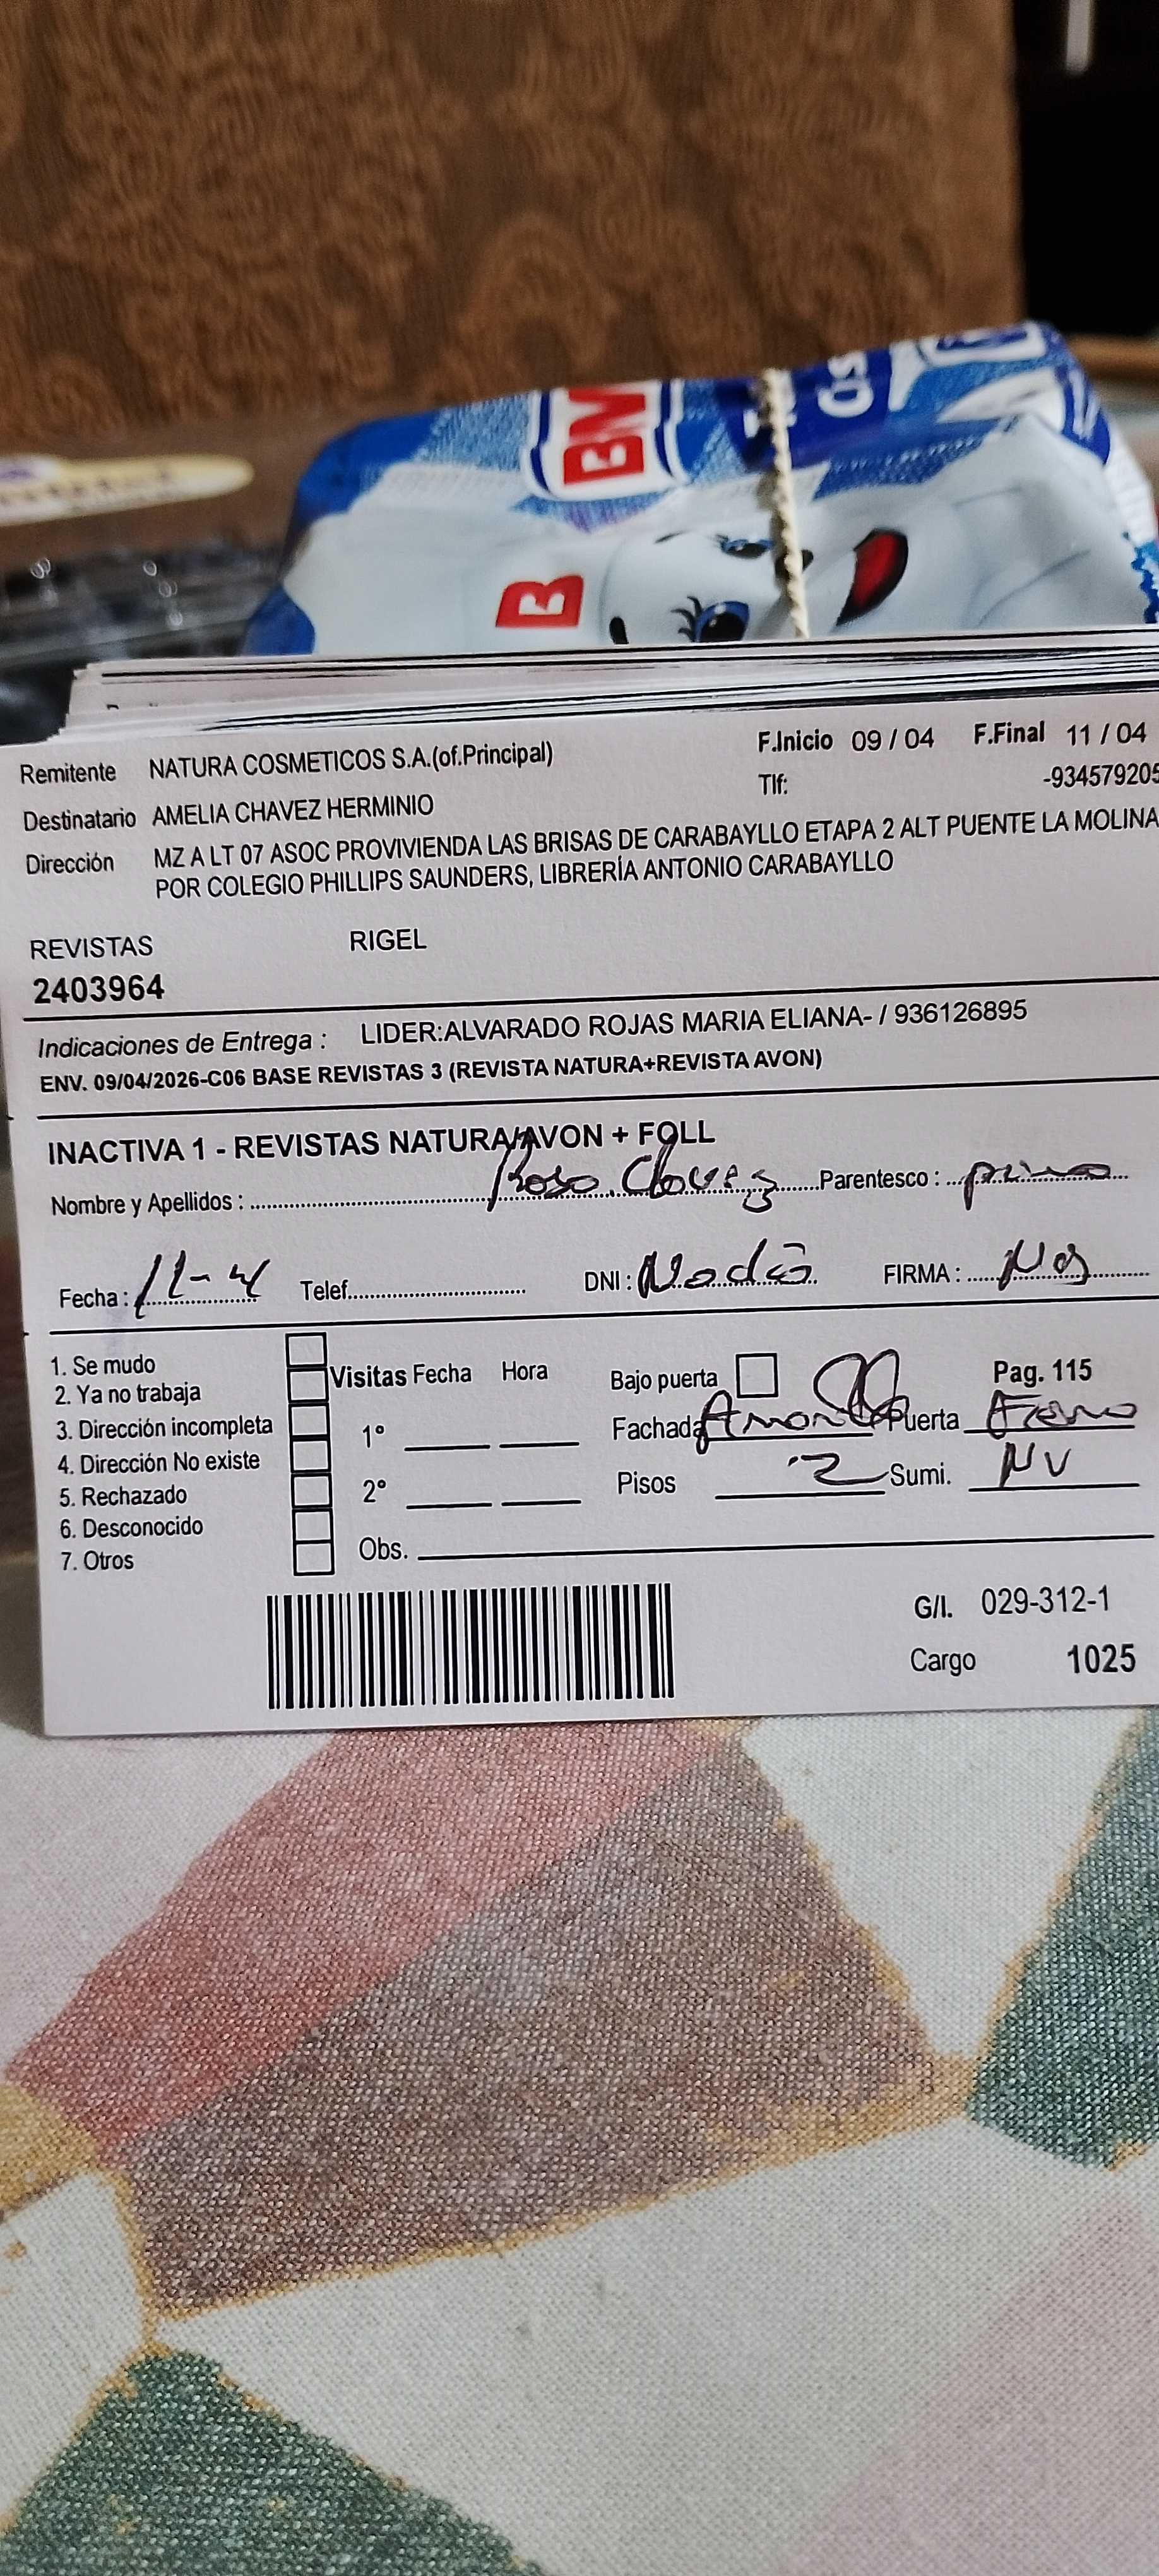 BM
B
Remitente NATURA COSMETICOS S.A.(of.Principal) F.Inicio 09 / 04 F.Final 11 / 04
Tlf: -934579205
Destinatario AMELIA CHAVEZ HERMINIO
Dirección MZ A LT 07 ASOC PROVIVIENDA LAS BRISAS DE CARABAYLLO ETAPA 2 ALT PUENTE LA MOLINA
POR COLEGIO PHILLIPS SAUNDERS, LIBRERÍA ANTONIO CARABAYLLO
REVISTAS RIGEL
2403964
Indicaciones de Entrega : LIDER:ALVARADO ROJAS MARIA ELIANA- / 936126895
ENV. 09/04/2026-C06 BASE REVISTAS 3 (REVISTA NATURA+REVISTA AVON)
INACTIVA 1 - REVISTAS NATURA/AVON + FOLL
Nombre y Apellidos : Rosa Chavez Parentesco : prima
Fecha : 11-4 Telef. DNI : FIRMA :
1. Se mudo
2. Ya no trabaja
3. Dirección incompleta
4. Dirección No existe
5. Rechazado
6. Desconocido
7. Otros
Visitas Fecha Hora
1°
2°
Obs.
Bajo puerta Pag. 115
Fachada Puerta Fierro
Pisos 2 Sumi. NV
G/I. 029-312-1
Cargo 1025